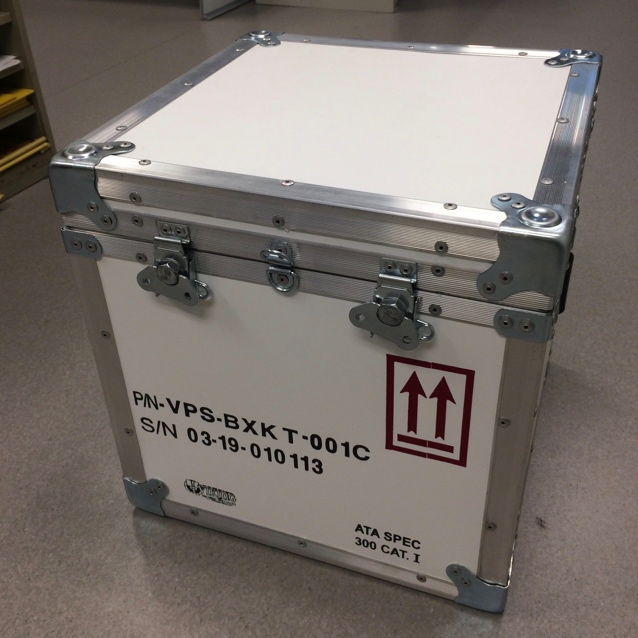 P/N-VPS-BXKT-001C
S/N 03-19-010113
ATA SPEC
300 CAT. I